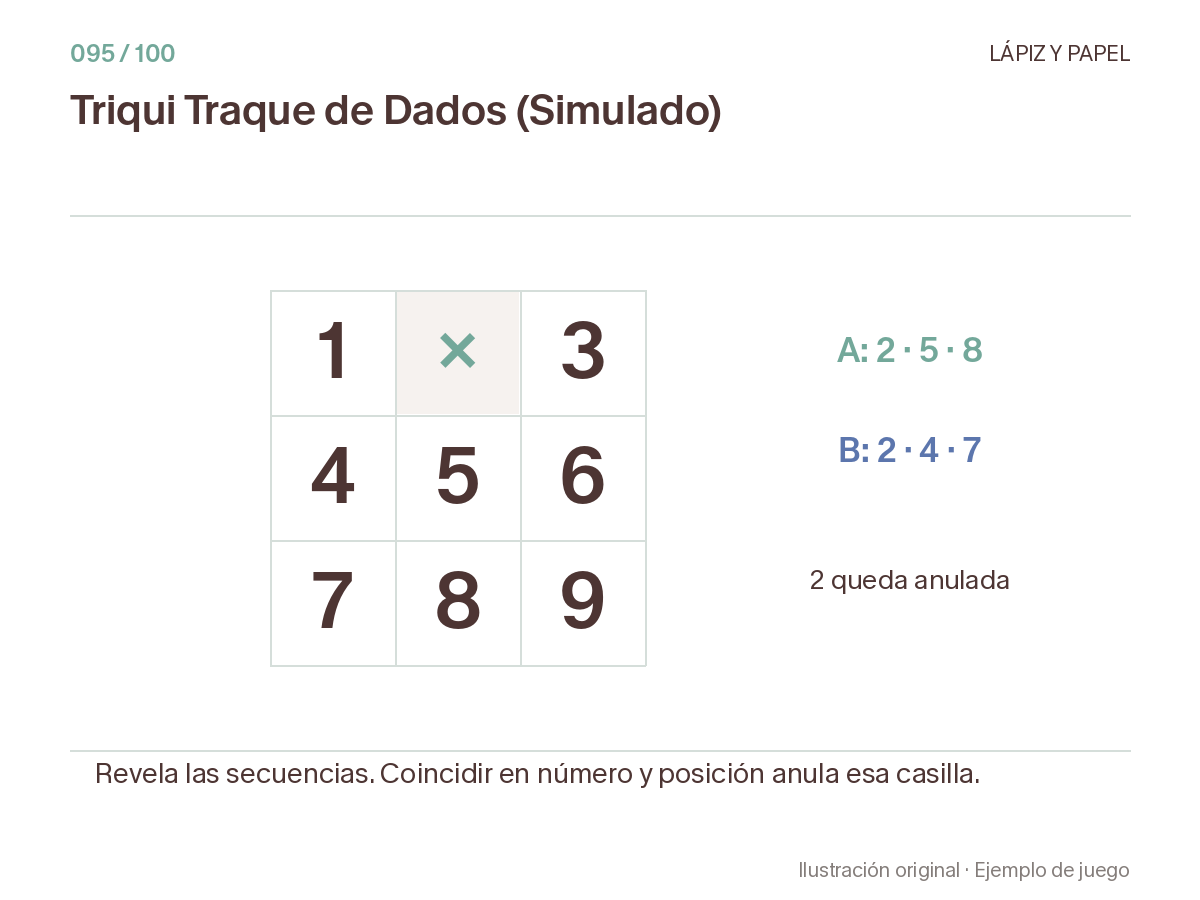 095 / 100
LÁPIZ Y PAPEL
Triqui Traque de Dados (Simulado)
1 × 3
A: 2 · 5 · 8
4 5 6
B: 2 · 4 · 7
7 8 9
2 queda anulada
Revela las secuencias. Coincidir en número y posición anula esa casilla.
Ilustración original · Ejemplo de juego